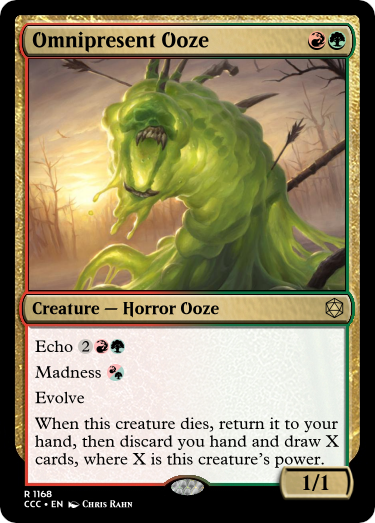 Omnipresent Ooze
Creature — Horror Ooze
Echo 2
Madness
Evolve
When this creature dies, return it to your
hand, then discard you hand and draw X
cards, where X is this creature's power.
1/1
R 1168
CCC • EN Chris Rahn